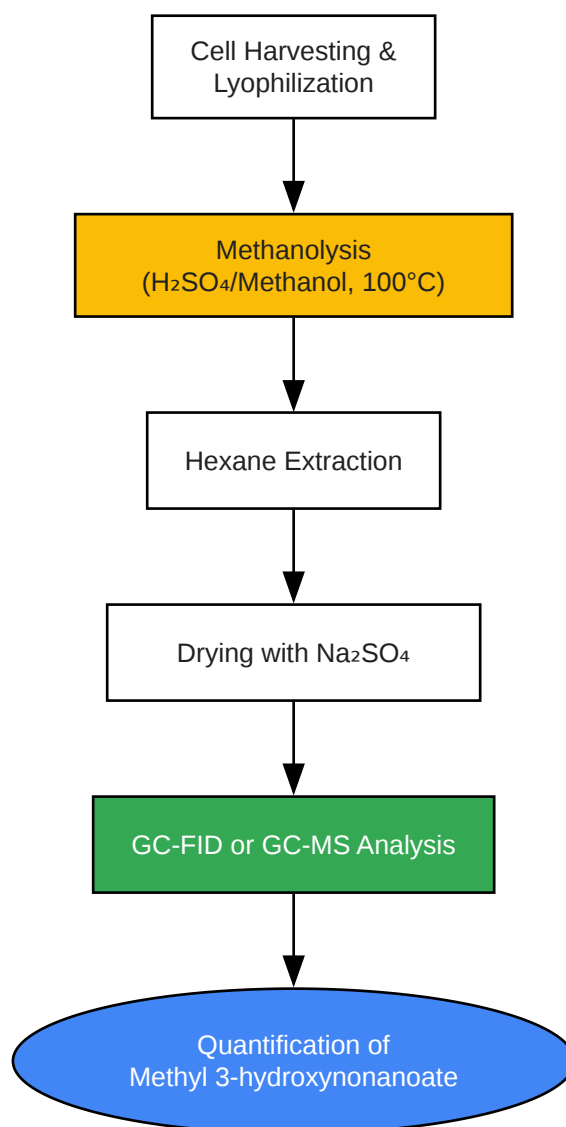 Cell Harvesting &
Lyophilization
Methanolysis
(H₂SO₄/Methanol, 100°C)
Hexane Extraction
Drying with Na₂SO₄
GC-FID or GC-MS Analysis
Quantification of
Methyl 3-hydroxynonanoate